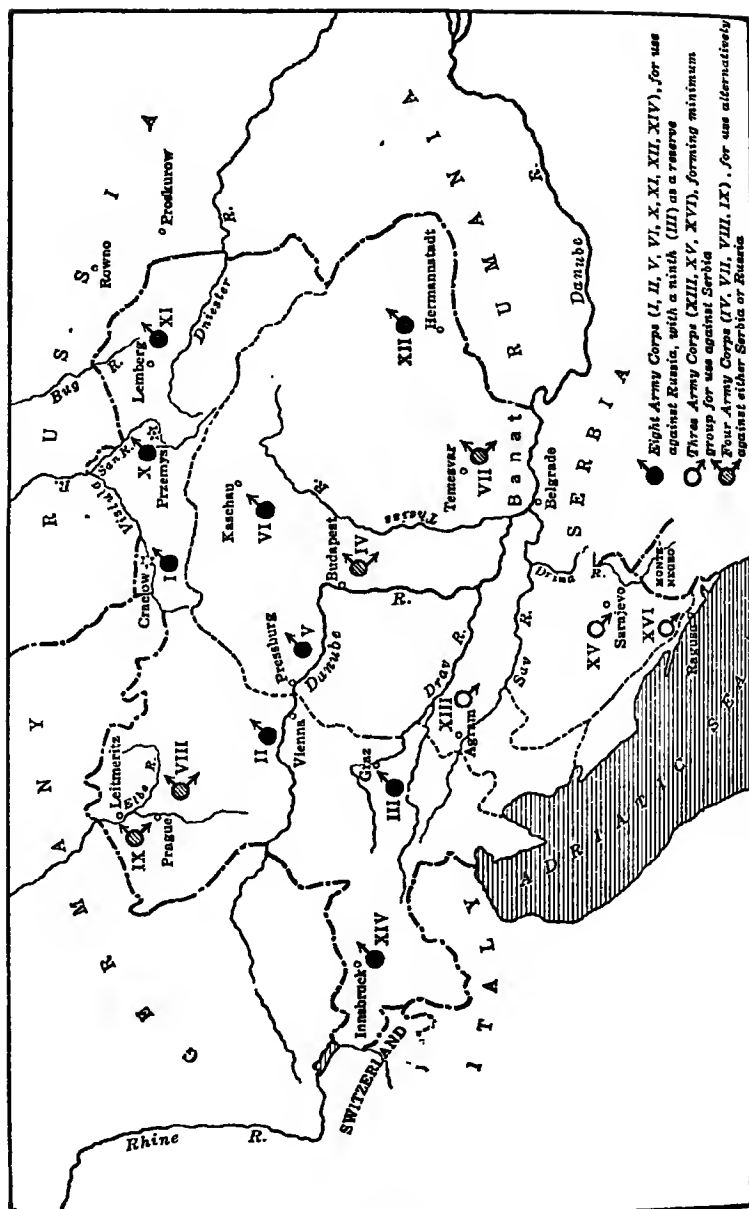 GERMANY
RUSSIA
Rhine
R.
Leitmeritz
Elbe
R.
IX
VIII
Prague
Vistula
San R.
Bug
R.
Rowno
Proskurow
Cracow
I
Przemysl
X
Lemberg
XI
Dniester
R.
II
Vienna
Pressburg
V
Danube
R.
Kaschau
VI
SWITZERLAND
Innsbruck
XIV
Graz
III
Budapest
IV
Theiss
R.
XII
Hermannstadt
Drav
R.
Temesvar
VII
Banat
RUMANIA
ITALY
Agram
XIII
Sav
R.
Belgrade
Danube
R.
SERBIA
Drina
R.
ADRIATIC SEA
XV
Sarajevo
XVI
Ragusa
MONTE-
NEGRO
Eight Army Corps (I, II, V, VI, X, XI, XII, XIV), for use
against Russia, with a ninth (III) as a reserve
Three Army Corps (XIII, XV, XVI), forming minimum
group for use against Serbia
Four Army Corps (IV, VII, VIII, IX), for use alternatively
against either Serbia or Russia